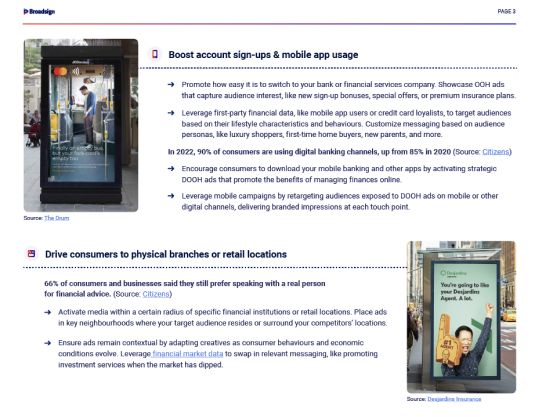 Broadsign
PAGE 3
Boost account sign-ups & mobile app usage
➔ Promote how easy it is to switch to your bank or financial services company. Showcase OOH ads
that capture audience interest, like new sign-up bonuses, special offers, or premium insurance plans.
➔ Leverage first-party financial data, like mobile app users or credit card loyalists, to target audiences
based on their lifestyle characteristics and behaviours. Customize messaging based on audience
personas, like luxury shoppers, first-time home buyers, new parents, and more.
In 2022, 90% of consumers are using digital banking channels, up from 85% in 2020 (Source: Citizens)
➔ Encourage consumers to download your mobile banking and other apps by activating strategic
DOOH ads that promote the benefits of managing finances online.
➔ Leverage mobile campaigns by retargeting audiences exposed to DOOH ads on mobile or other
digital channels, delivering branded impressions at each touch point.
Finally an empty bus,
but your fare card's
empty too.
Source: The Drum
Drive consumers to physical branches or retail locations
66% of consumers and businesses said they still prefer speaking with a real person
for financial advice. (Source: Citizens)
➔ Activate media within a certain radius of specific financial institutions or retail locations. Place ads
in key neighbourhoods where your target audience resides or surround your competitors' locations.
➔ Ensure ads remain contextual by adapting creatives as consumer behaviours and economic
conditions evolve. Leverage financial market data to swap in relevant messaging, like promoting
investment services when the market has dipped.
Desjardins
You're going to like
your Desjardins
Agent. A lot.
Source: Desjardins Insurance